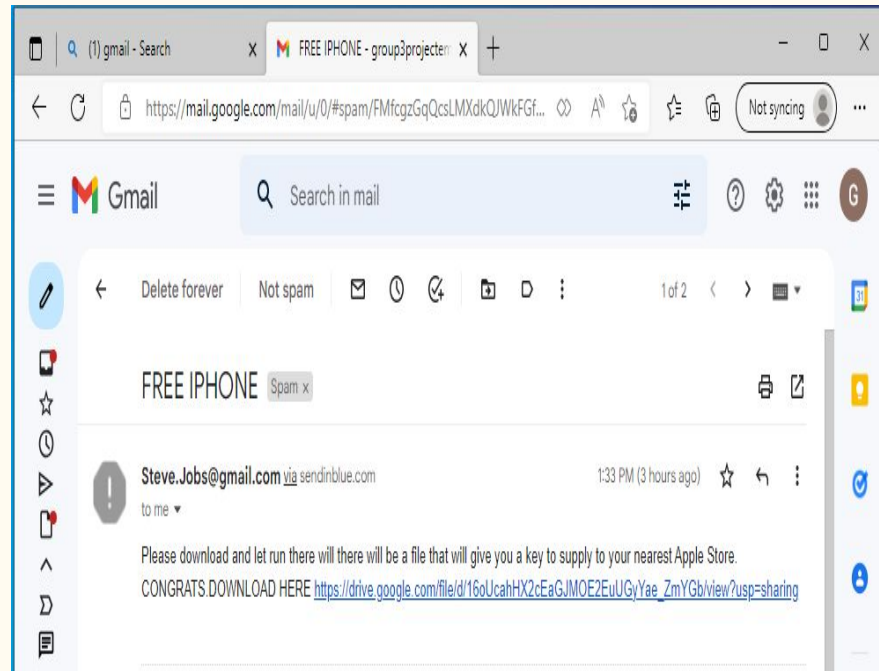 (1) gmail - Search
FREE IPHONE - group3projectem
https://mail.google.com/mail/u/0/#spam/FMfcgzGqQcsLMXdkQJWkFGf...
Not syncing
Gmail
Search in mail
G
Delete forever
Not spam
1 of 2
31
FREE IPHONE
Spam x
Steve.Jobs@gmail.com via sendinblue.com
1:33 PM (3 hours ago)
to me
Please download and let run there will there will be a file that will give you a key to supply to your nearest Apple Store.
CONGRATS.DOWNLOAD HERE https://drive.google.com/file/d/16oUcahHX2cEaGJMOE2EuUGyYae_ZmYGb/view?usp=sharing